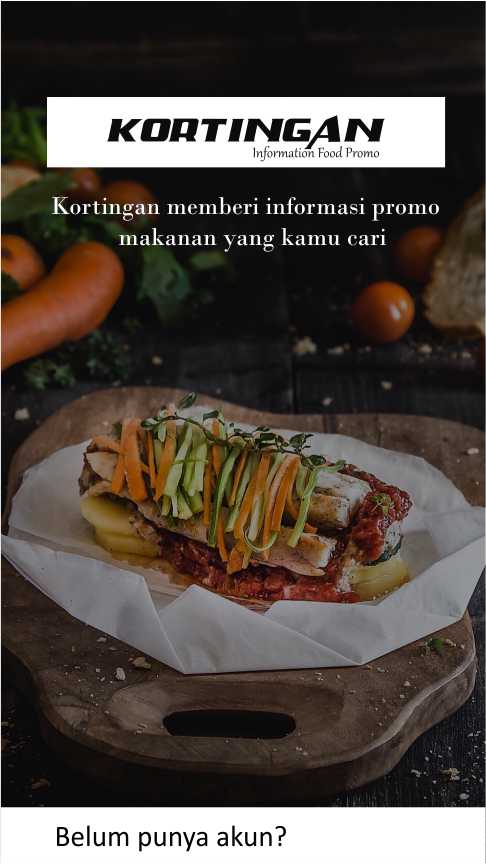 KORTINGAN
Information Food Promo
Kortingan memberi informasi promo
makanan yang kamu cari
Belum punya akun?